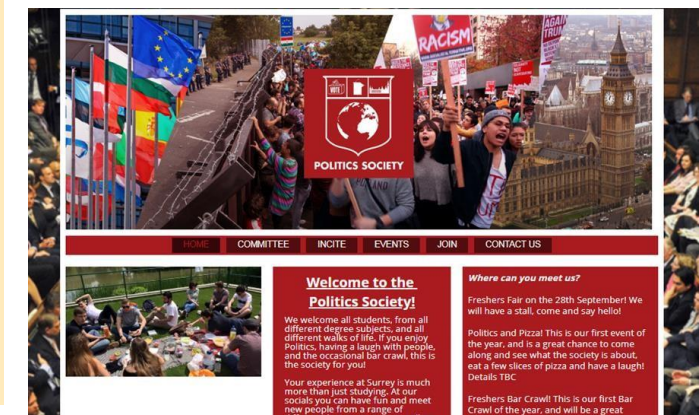 RACISM
AGAIN
TRUM
VOTE
POLITICS SOCIETY
HOME
COMMITTEE
INCITE
EVENTS
JOIN
CONTACT US
Welcome to the
Politics Society!
We welcome all students, from all
different degree subjects, and all
different walks of life. If you enjoy
Politics, having a laugh with people,
and the occasional bar crawl, this is
the society for you!
Your experience at Surrey is much
more than just studying. At our
socials you can have fun and meet
new people from a range of
Where can you meet us?
Freshers Fair on the 28th September! We
will have a stall, come and say hello!
Politics and Pizza! This is our first event of
the year, and is a great chance to come
along and see what the society is about,
eat a few slices of pizza and have a laugh!
Details TBC
Freshers Bar Crawl! This is our first Bar
Crawl of the year, and will be a great